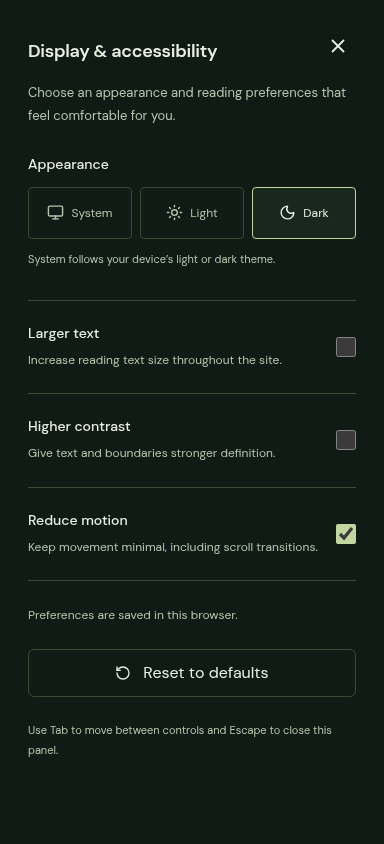 Display & accessibility
Choose an appearance and reading preferences that
feel comfortable for you.
Appearance
System
Light
Dark
System follows your device’s light or dark theme.
Larger text
Increase reading text size throughout the site.
Higher contrast
Give text and boundaries stronger definition.
Reduce motion
Keep movement minimal, including scroll transitions.
Preferences are saved in this browser.
Reset to defaults
Use Tab to move between controls and Escape to close this
panel.